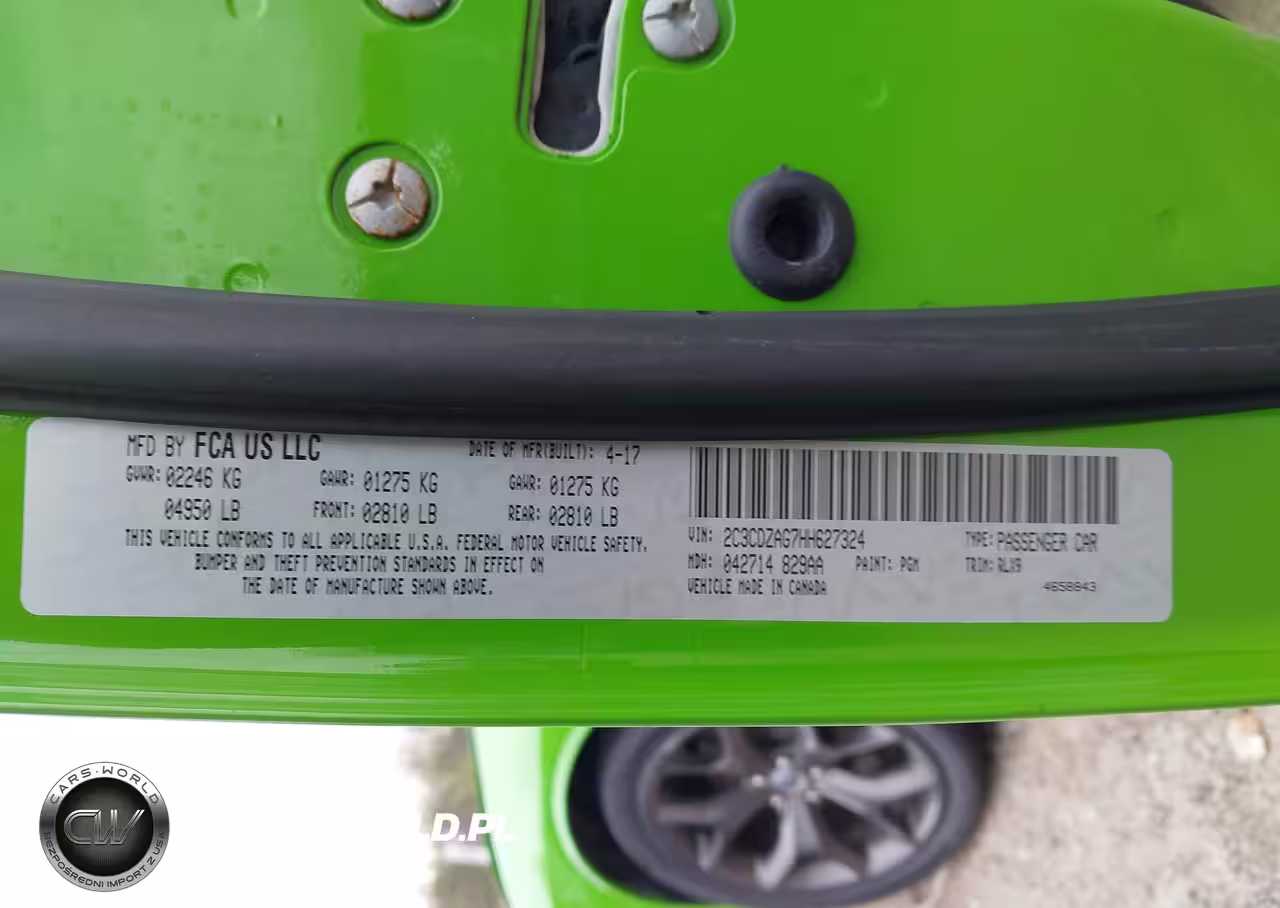 MFD BY FCA US LLC DATE OF MFR(BUILT): 4-17
GVWR: 02246 KG GAWR: 01275 KG GAWR: 01275 KG
04950 LB FRONT: 02810 LB REAR: 02810 LB
THIS VEHICLE CONFORMS TO ALL APPLICABLE U.S.A. FEDERAL MOTOR VEHICLE SAFETY,
BUMPER AND THEFT PREVENTION STANDARDS IN EFFECT ON
THE DATE OF MANUFACTURE SHOWN ABOVE.
VIN: 2C3CDZAG7HH627324 TYPE: PASSENGER CAR
MDH: 042714 829AA PAINT: PGM TRIM: RLX9
VEHICLE MADE IN CANADA 4658843
CARS·WORLD
CW
BEZPOŚREDNI IMPORT Z USA
LD.PL